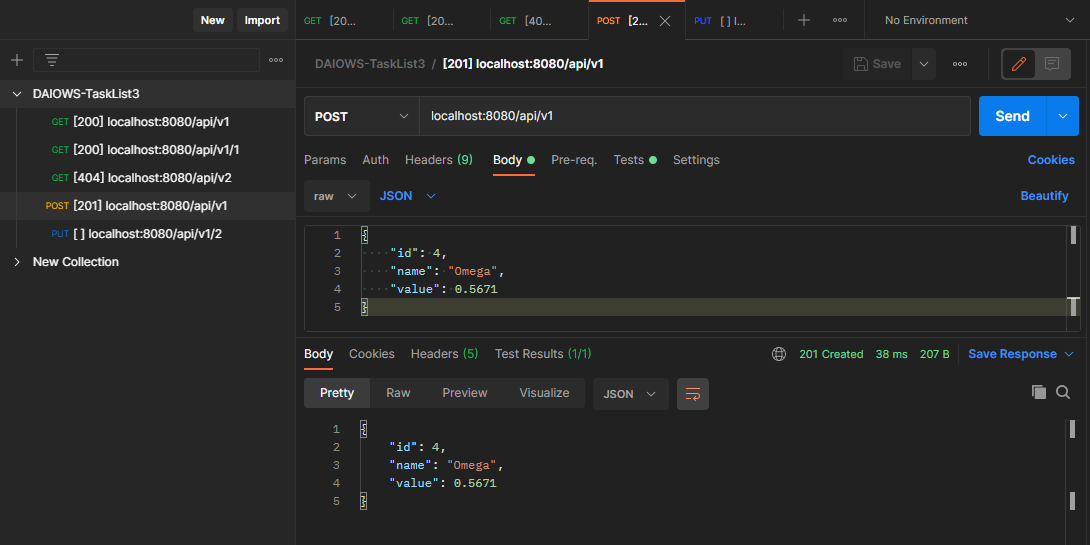 New Import
GET [20... GET [20... GET [40... POST [2... PUT [ ] l... No Environment
DAIOWS-TaskList3 / [201] localhost:8080/api/v1 Save
DAIOWS-TaskList3
GET [200] localhost:8080/api/v1
GET [200] localhost:8080/api/v1/1
GET [404] localhost:8080/api/v2
POST [201] localhost:8080/api/v1
PUT [ ] localhost:8080/api/v1/2
New Collection
POST localhost:8080/api/v1 Send
Params Auth Headers (9) Body Pre-req. Tests Settings Cookies
raw JSON Beautify
1 {
2 "id": 4,
3 "name": "Omega",
4 "value": 0.5671
5 }
Body Cookies Headers (5) Test Results (1/1) 201 Created 38 ms 207 B Save Response
Pretty Raw Preview Visualize JSON
1 {
2 "id": 4,
3 "name": "Omega",
4 "value": 0.5671
5 }